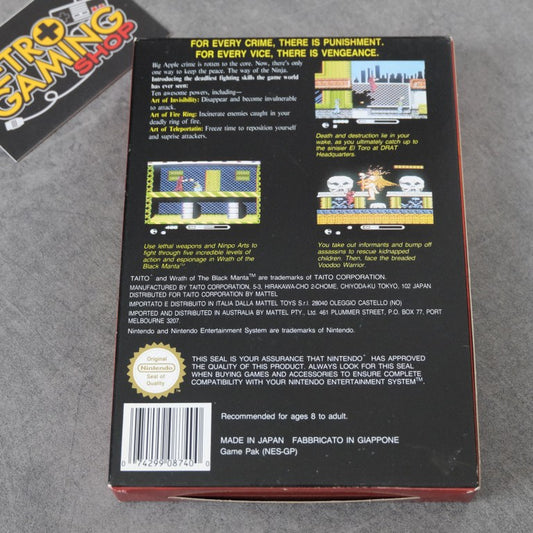 RETRO
GAMING
SHOP
FOR EVERY CRIME, THERE IS PUNISHMENT.
FOR EVERY VICE, THERE IS VENGEANCE.
Big Apple crime is rotten to the core. Now, there's only
one way to keep the peace. The way of the Ninja.
Introducing the deadliest fighting skills the game world
has ever seen:
Ten awesome powers, including—
Art of Invisibility: Disappear and become invulnerable
to attack.
Art of Fire Ring: Incinerate enemies caught in your
deadly ring of fire.
Art of Teleportatin: Freeze time to reposition yourself
and suprise attackers.
Death and destruction lie in your
wake, as you ultimately catch up to
the sinisier El Toro at DRAT
Headquarters.
Use lethal weapons and Ninpo Arts to
fight through five incredible levels of
action and espionage in Wrath of the
Black Manta™
You take out informants and bump off
assassins to rescue kidnapped
children. Then. face the breaded
Voodoo Warrior.
TAITO™ and Wrath of The Black Manta™ are trademarks of TAITO CORPORATION.
MANUFACTURED BY TAITO CORPORATION, 5-3, HIRAKAWA-CHO 2-CHOME, CHIYODA-KU TOKYO, 102 JAPAN
DISTRIBUTED FOR TAITO CORPORATION BY MATTEL
IMPORTATO E DISTRIBUITO IN ITALIA DALLA MATTEL TOYS S.r.l. 28040 OLEGGIO CASTELLO (NO)
IMPORTED AND DISTRIBUTED IN AUSTRALIA BY MATTEL PTY., Ltd. 461 PLUMMER STREET, P.O. BOX 77, PORT
MELBOURNE 3207.
Nintendo and Nintendo Entertainment System are trademarks of Nintendo.
Original
Nintendo
Seal of
Quality
THIS SEAL IS YOUR ASSURANCE THAT NINTENDO™ HAS APPROVED
THE QUALITY OF THIS PRODUCT. ALWAYS LOOK FOR THIS SEAL
WHEN BUYING GAMES AND ACCESSORIES TO ENSURE COMPLETE
COMPATIBILITY WITH YOUR NINTENDO ENTERTAINMENT SYSTEM™.
Recommended for ages 8 to adult.
MADE IN JAPAN FABBRICATO IN GIAPPONE
Game Pak (NES-GP)
0 74299 08740 0